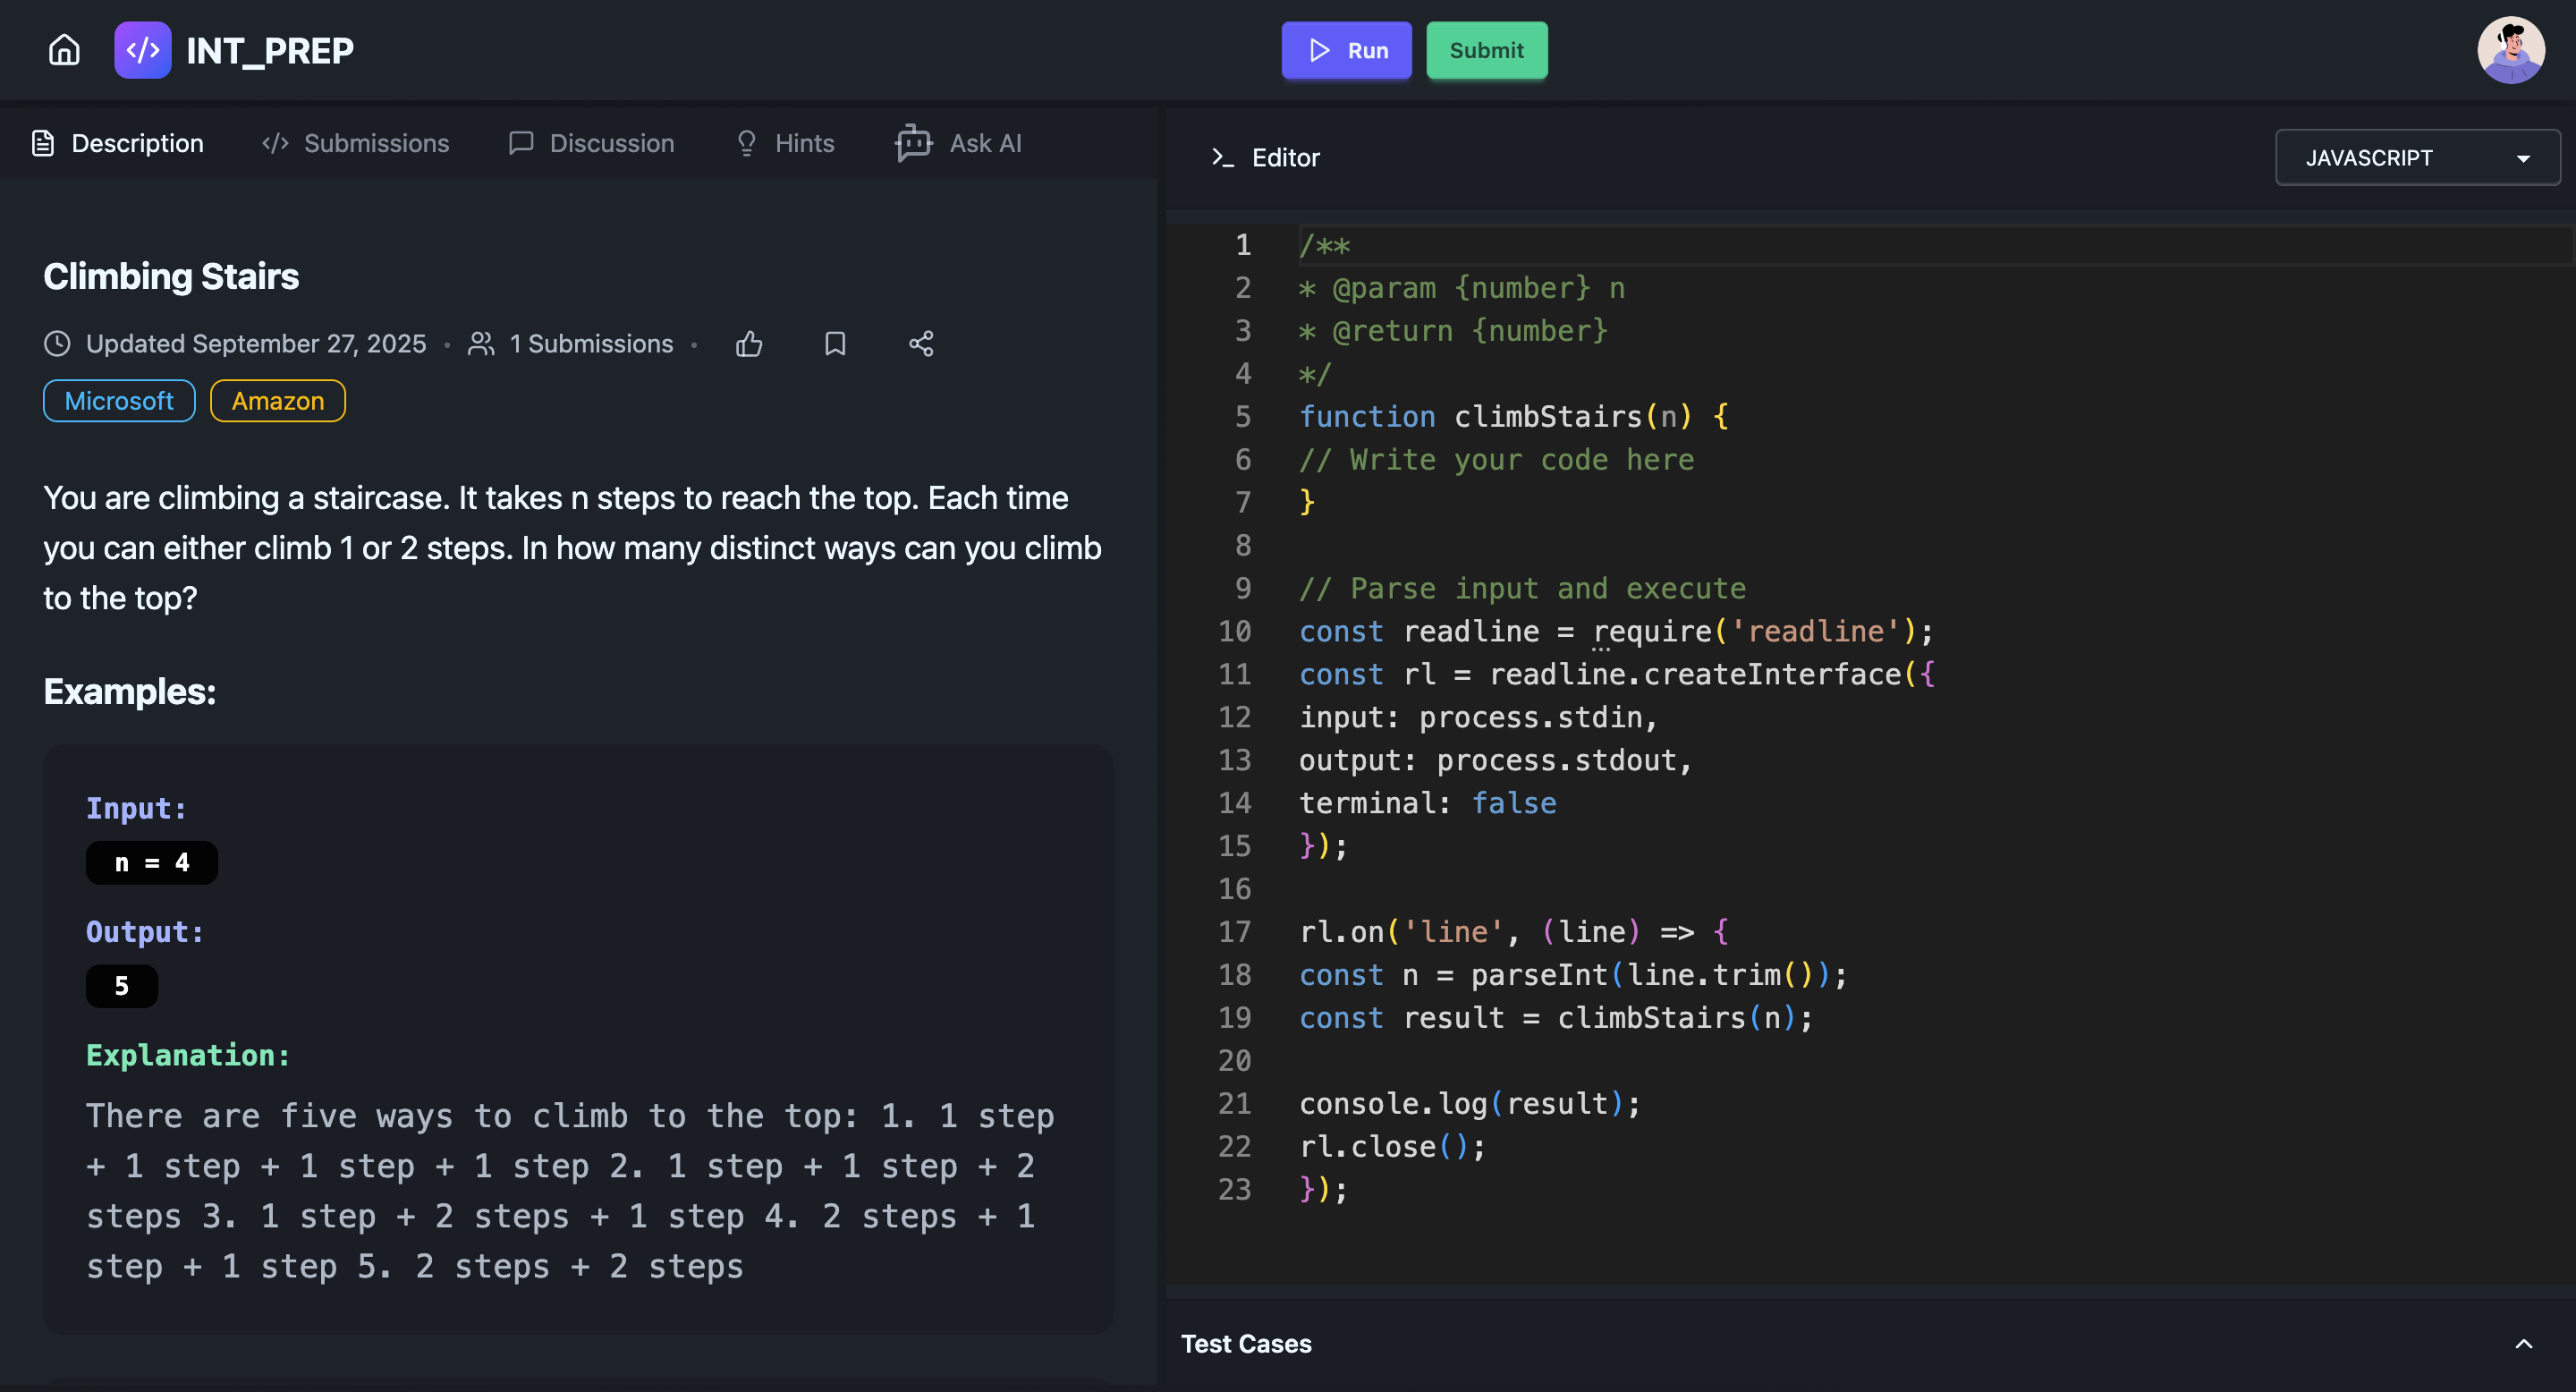 </> INT_PREP
Run
Submit
Description
</> Submissions
Discussion
Hints
Ask AI
Climbing Stairs
Updated September 27, 2025 • 1 Submissions •
Microsoft
Amazon
You are climbing a staircase. It takes n steps to reach the top. Each time
you can either climb 1 or 2 steps. In how many distinct ways can you climb
to the top?
Examples:
Input:
n = 4
Output:
5
Explanation:
There are five ways to climb to the top: 1. 1 step
+ 1 step + 1 step + 1 step 2. 1 step + 1 step + 2
steps 3. 1 step + 2 steps + 1 step 4. 2 steps + 1
step + 1 step 5. 2 steps + 2 steps
>_ Editor
JAVASCRIPT
1 /**
2 * @param {number} n
3 * @return {number}
4 */
5 function climbStairs(n) {
6 // Write your code here
7 }
8
9 // Parse input and execute
10 const readline = require('readline');
11 const rl = readline.createInterface({
12 input: process.stdin,
13 output: process.stdout,
14 terminal: false
15 });
16
17 rl.on('line', (line) => {
18 const n = parseInt(line.trim());
19 const result = climbStairs(n);
20
21 console.log(result);
22 rl.close();
23 });
Test Cases